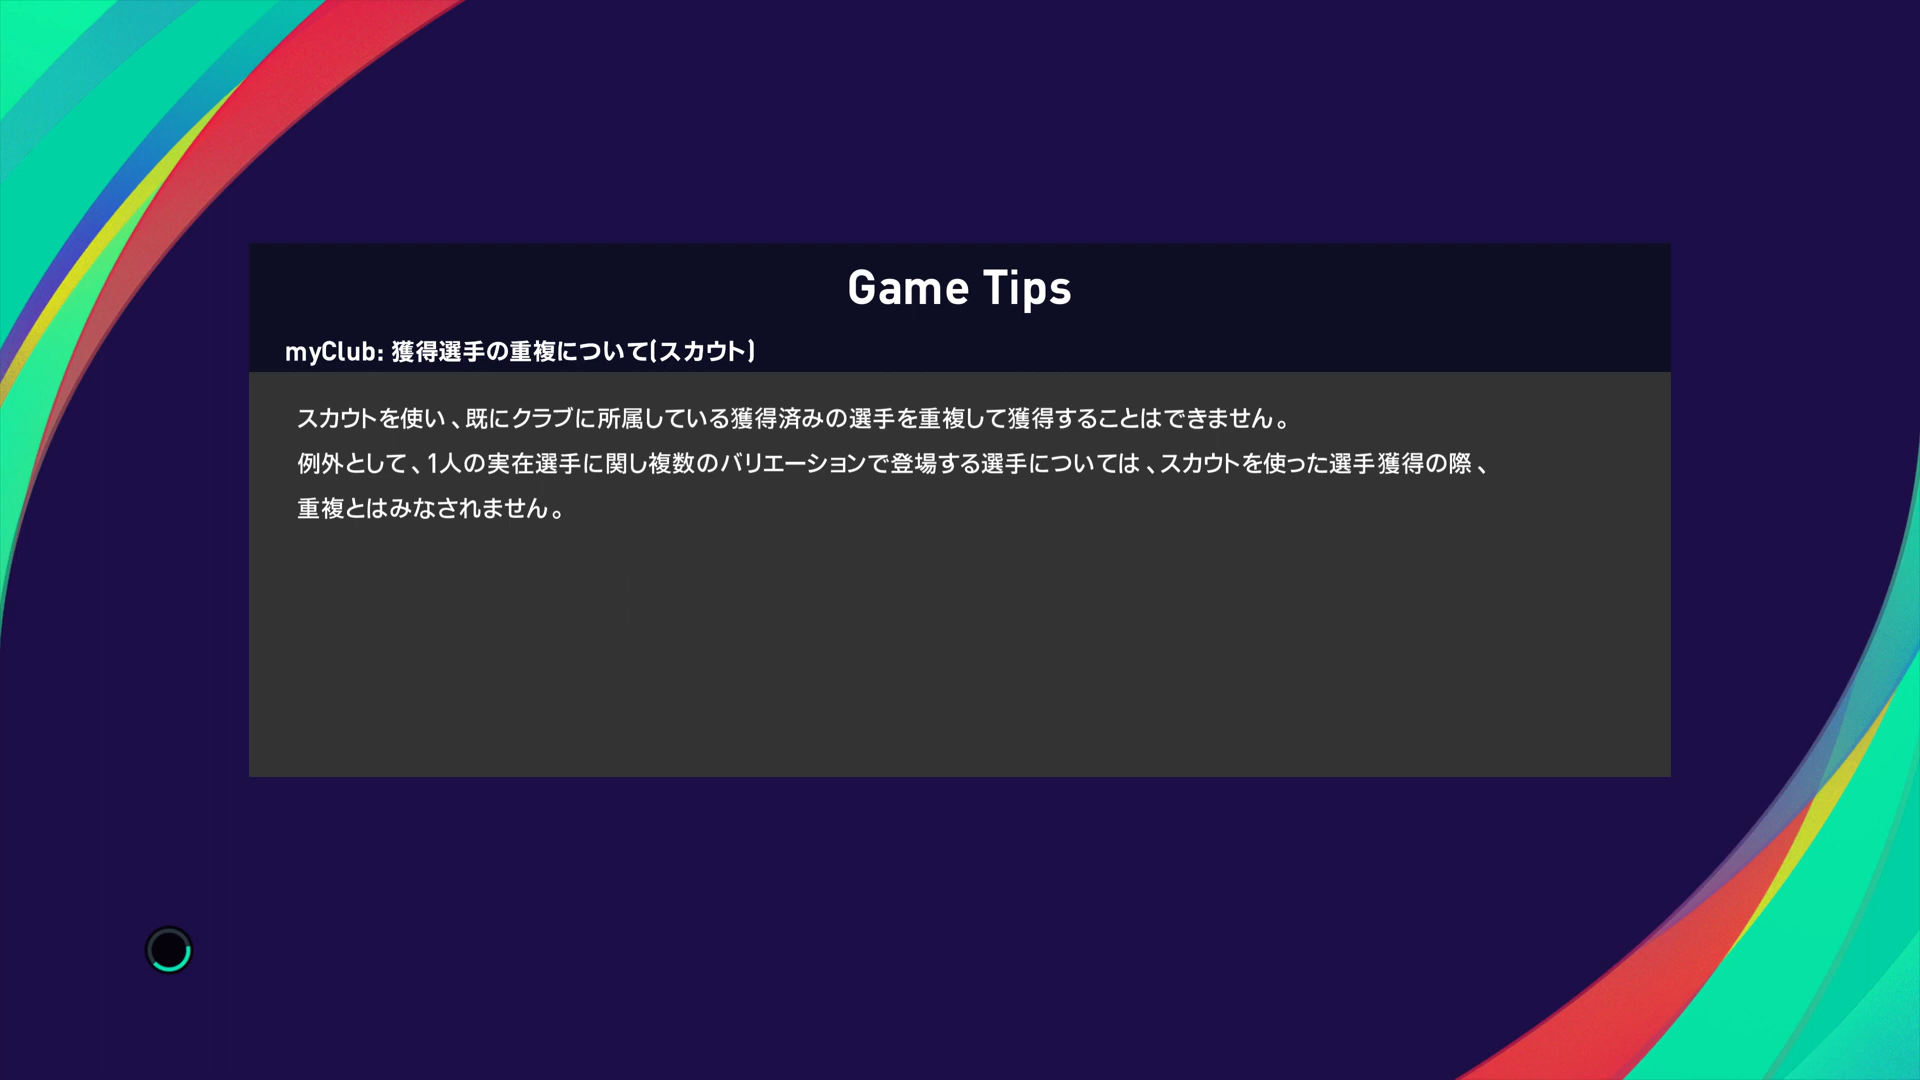 Game Tips
myClub: 獲得選手の重複について(スカウト)
スカウトを使い、既にクラブに所属している獲得済みの選手を重複して獲得することはできません。
例外として、1人の実在選手に関し複数のバリエーションで登場する選手については、スカウトを使った選手獲得の際、
重複とはみなされません。